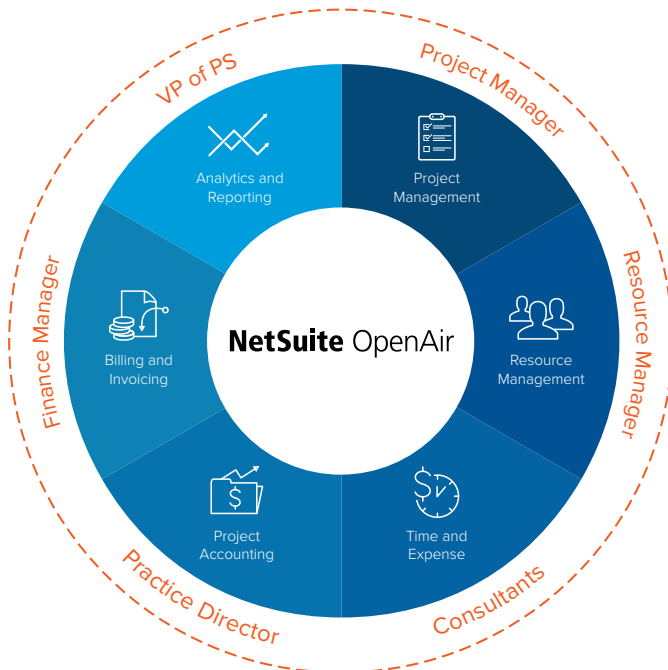 VP of PS
Project Manager
Analytics and
Reporting
Project
Management
Finance Manager
Resource Manager
Billing and
Invoicing
NetSuite OpenAir
Resource
Management
Project
Accounting
Time and
Expense
Practice Director
Consultants